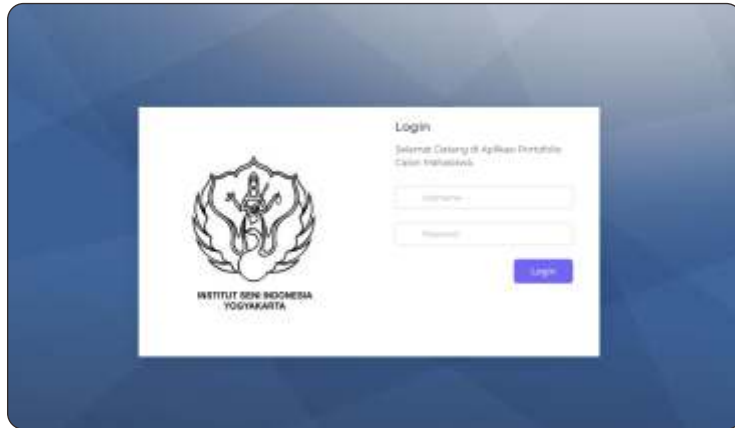 INSTITUT SENI INDONESIA
YOGYAKARTA
Login
Selamat Datang di Aplikasi Portofolio
Calon Mahasiswa
Username
Password
Login